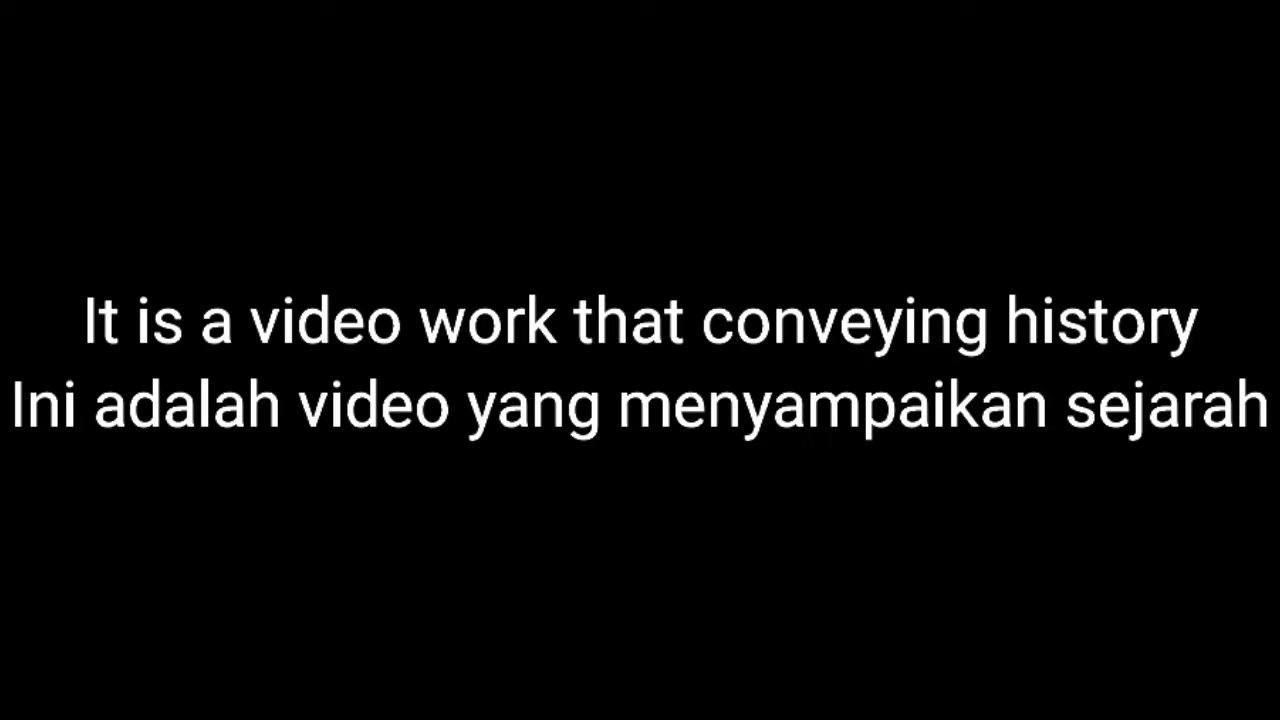 It is a video work that conveying history
Ini adalah video yang menyampaikan sejarah